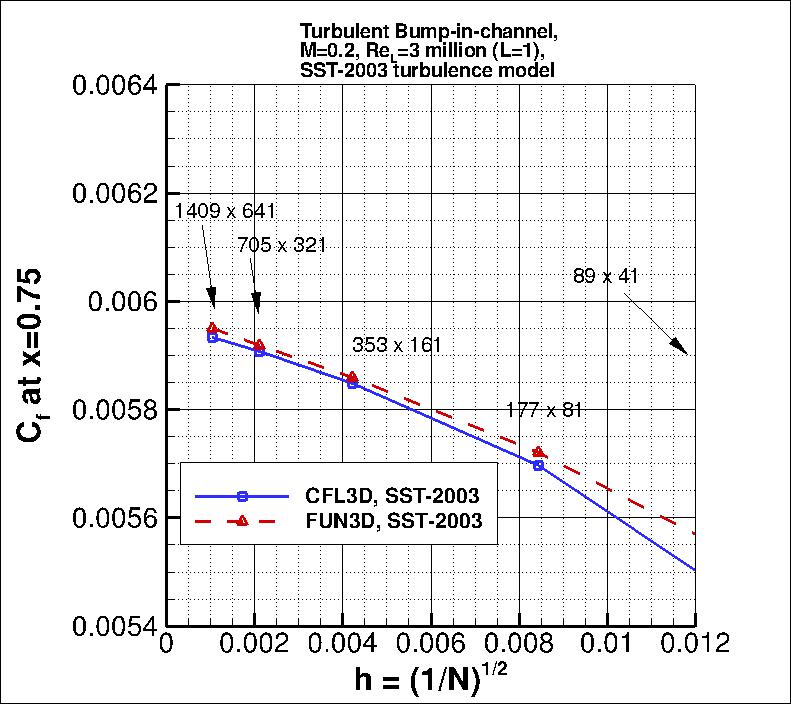 Turbulent Bump-in-channel,
M=0.2, Re_L=3 million (L=1),
SST-2003 turbulence model
0.0064
0.0062
0.006
0.0058
0.0056
0.0054
C_f at x=0.75
1409 x 641
705 x 321
353 x 161
177 x 81
89 x 41
CFL3D, SST-2003
FUN3D, SST-2003
0 0.002 0.004 0.006 0.008 0.01 0.012
h = (1/N)^1/2